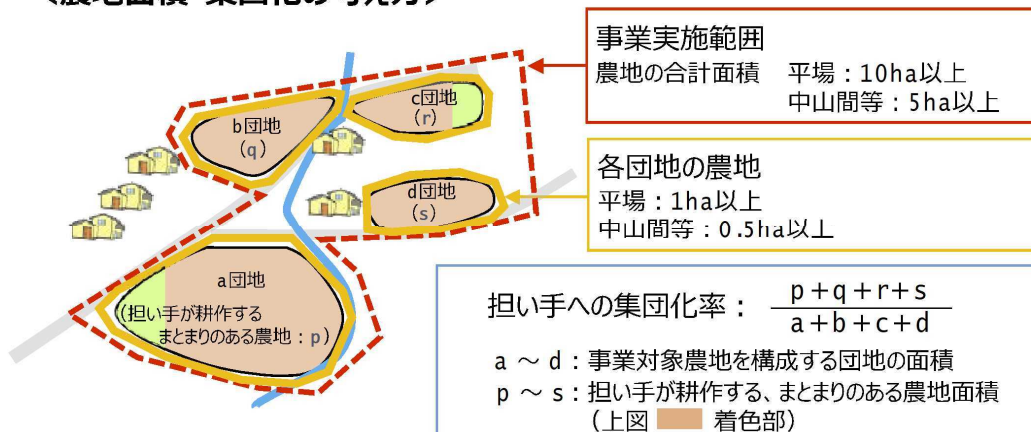 ＜農地面積・集団化の考え方＞
事業実施範囲
農地の合計面積　平場：10ha以上
中山間等：5ha以上
各団地の農地
平場：1ha以上
中山間等：0.5ha以上
b団地
(q)
c団地
(r)
d団地
(s)
a団地
(担い手が耕作する
まとまりのある農地：p)
担い手への集団化率：
p+q+r+s
a+b+c+d
a ～ d：事業対象農地を構成する団地の面積
p ～ s：担い手が耕作する、まとまりのある農地面積
(上図　着色部)